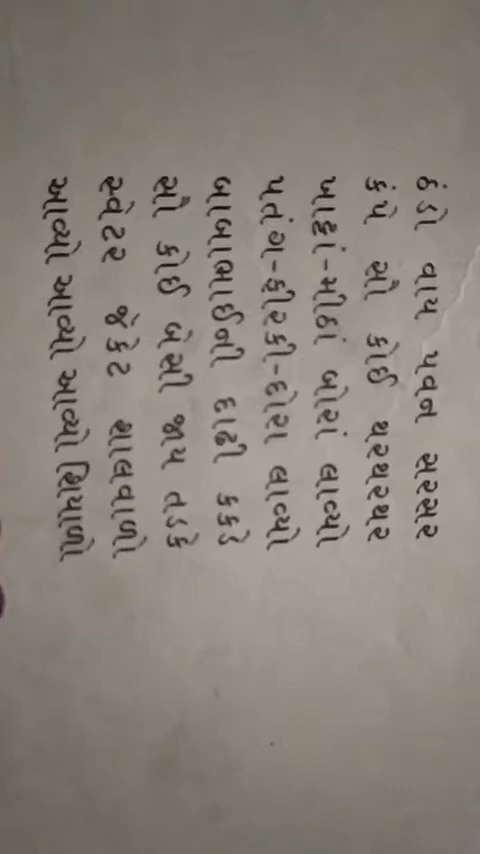 ઠંડો વાય પવન સરસર
કંપે સૌ કોઈ થરથરથર
ખાટાં-મીઠાં બોરાં લાવ્યો
પતંગ-ફીરકી-દોરા લાવ્યો
બાબાભાઈની દાઢી કકડે
સૌ કોઈ બેસી જાય તડકે
સ્વેટર જેકેટ શાલવાળો
આવ્યો આવ્યો આવ્યો શિયાળો